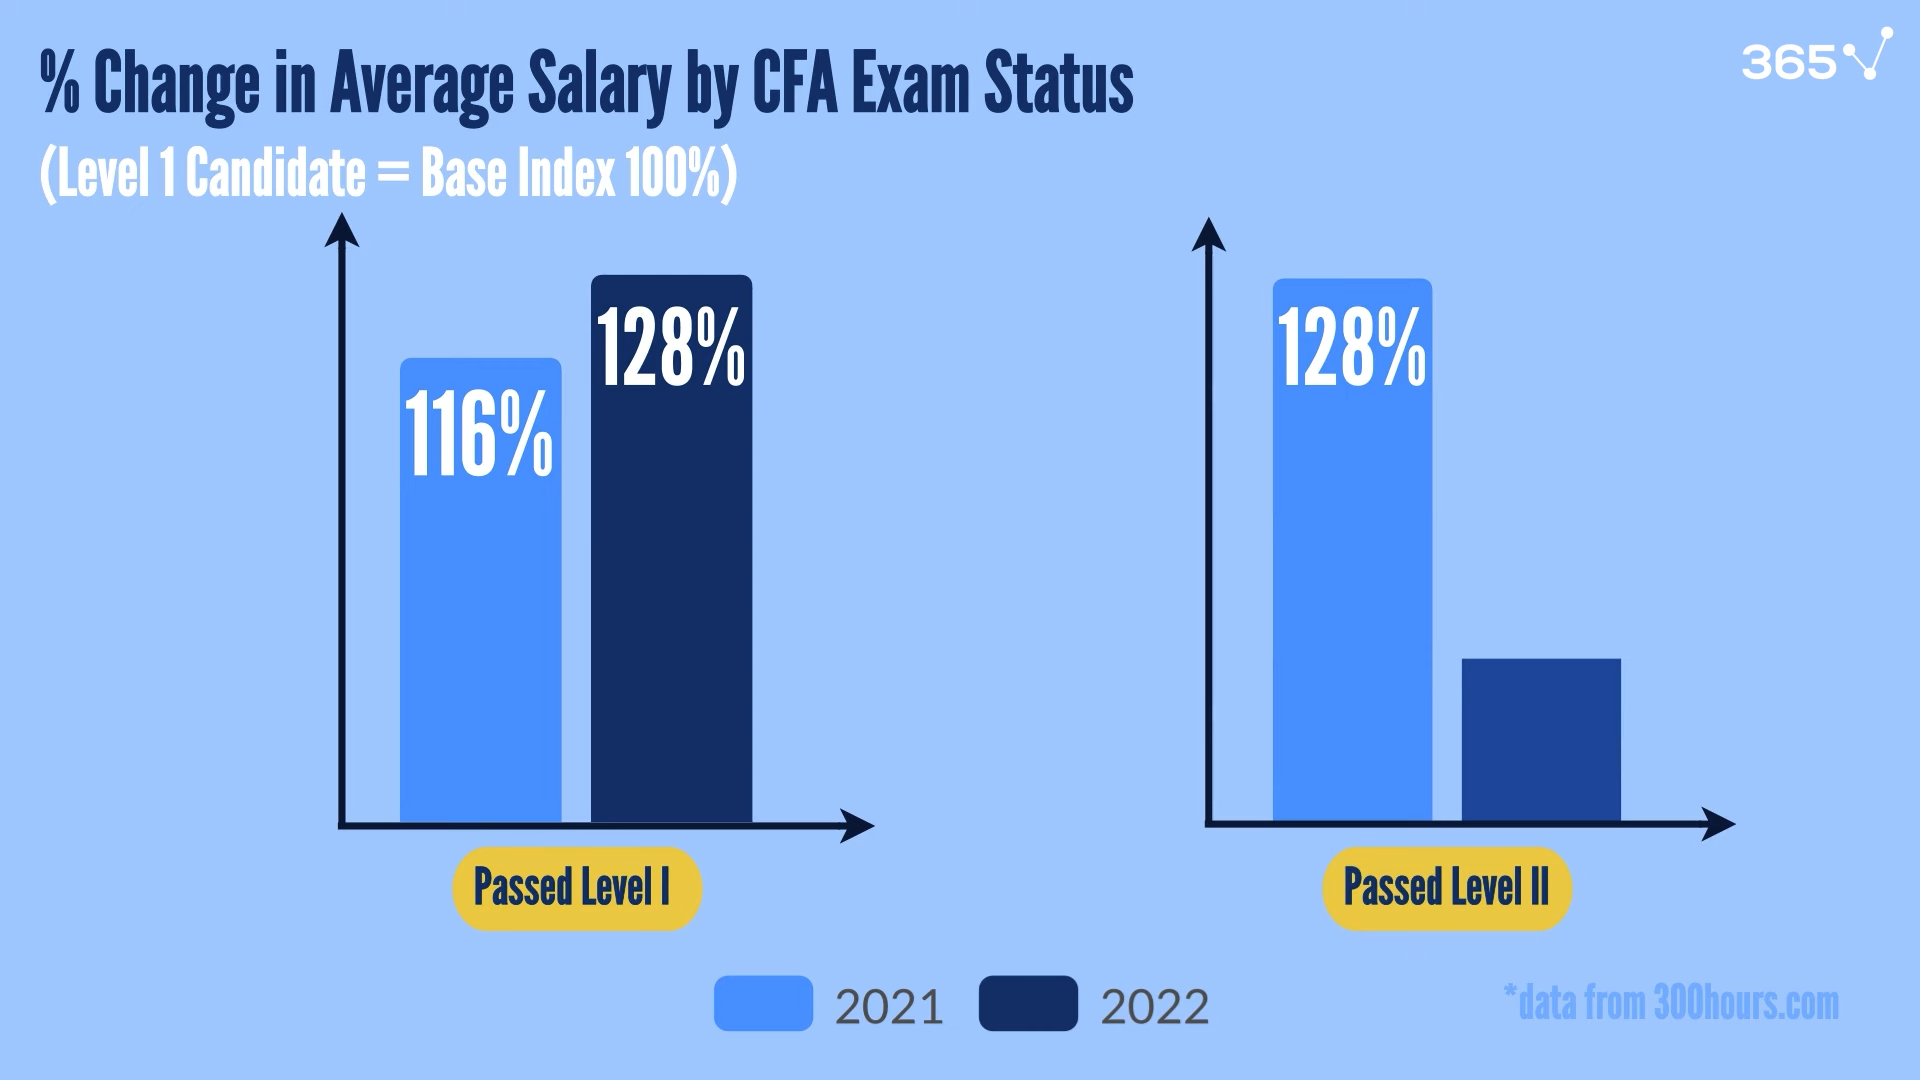 % Change in Average Salary by CFA Exam Status
365
(Level 1 Candidate = Base Index 100%)
116%
128%
128%
Passed Level I
Passed Level II
2021
2022
*data from 300hours.com